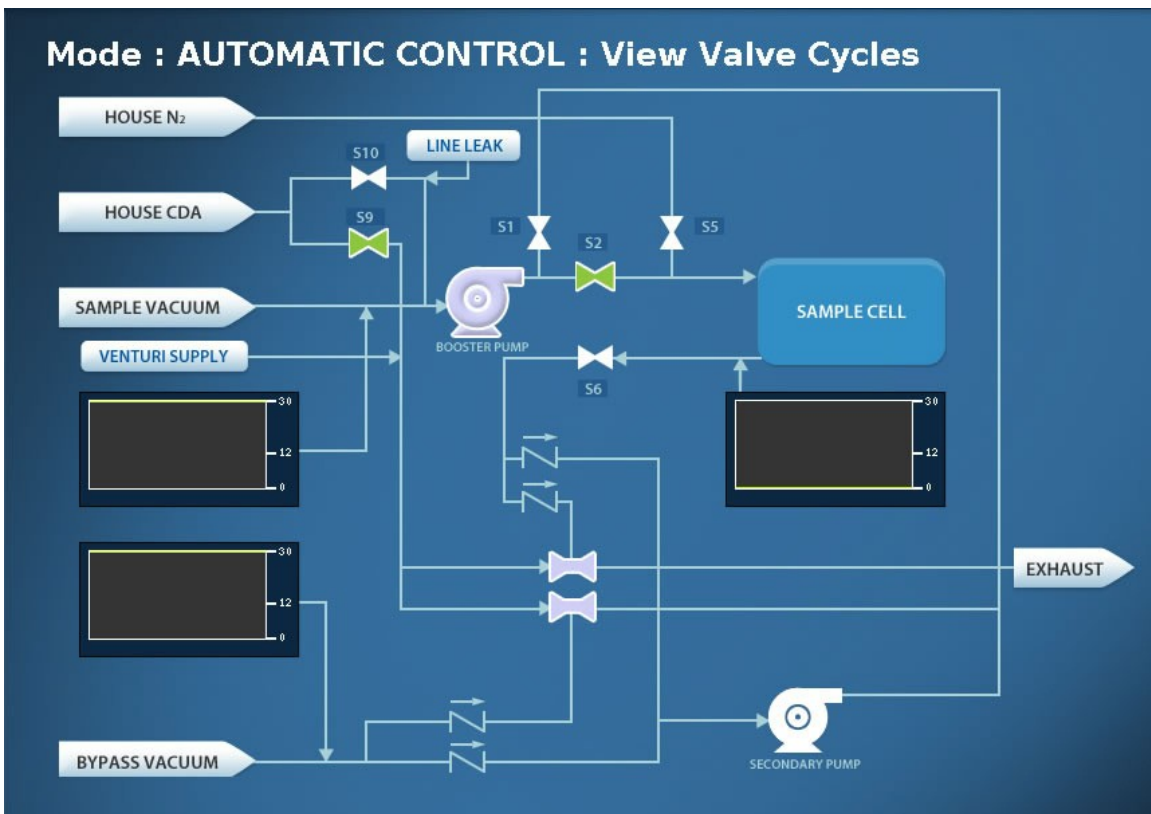 Mode : AUTOMATIC CONTROL : View Valve Cycles
HOUSE N₂
LINE LEAK
S10
HOUSE CDA
S9
S1
S2
S5
SAMPLE VACUUM
SAMPLE CELL
BOOSTER PUMP
VENTURI SUPPLY
S6
30
12
0
30
12
0
30
12
0
EXHAUST
BYPASS VACUUM
SECONDARY PUMP